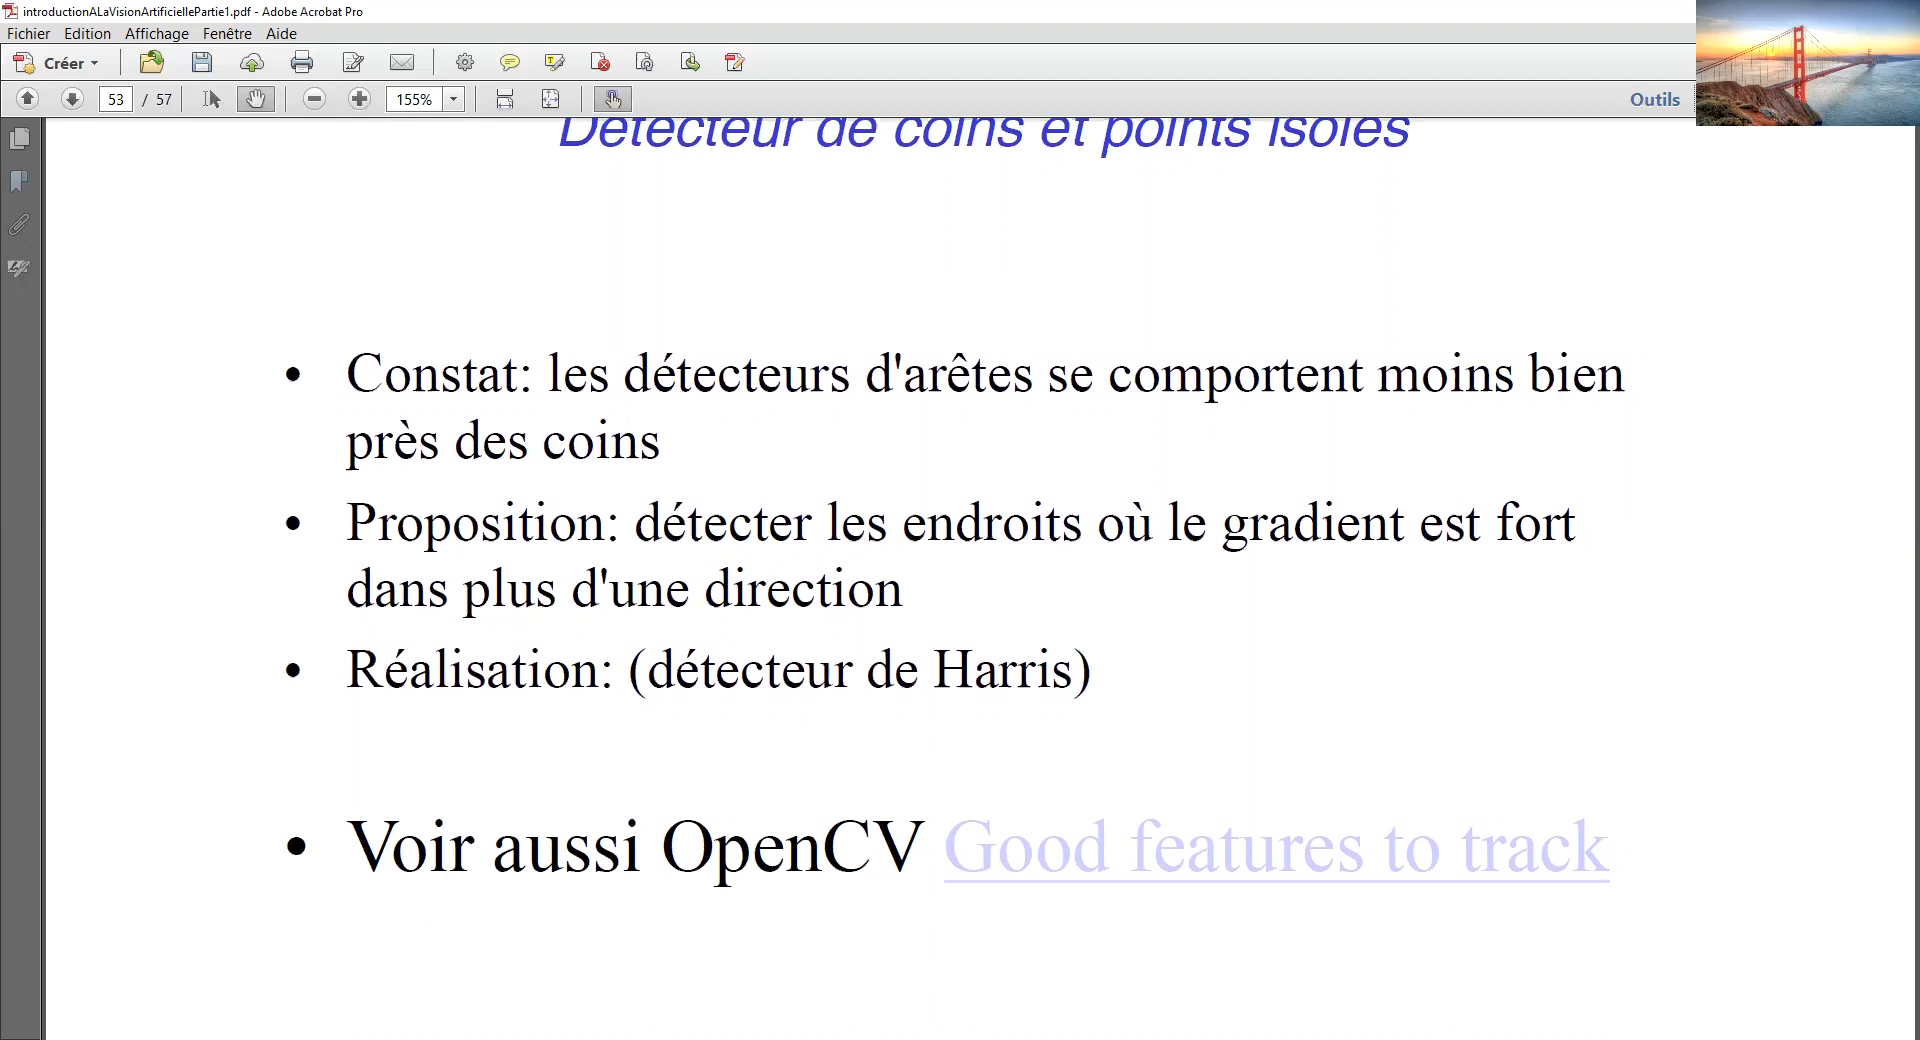 introductionALaVisionArtificiellePartie1.pdf - Adobe Acrobat Pro
Fichier Edition Affichage Fenêtre Aide
Créer
53 / 57 155% Outils
Détecteur de coins et points isolés
• Constat: les détecteurs d'arêtes se comportent moins bien
près des coins
• Proposition: détecter les endroits où le gradient est fort
dans plus d'une direction
• Réalisation: (détecteur de Harris)
• Voir aussi OpenCV Good features to track